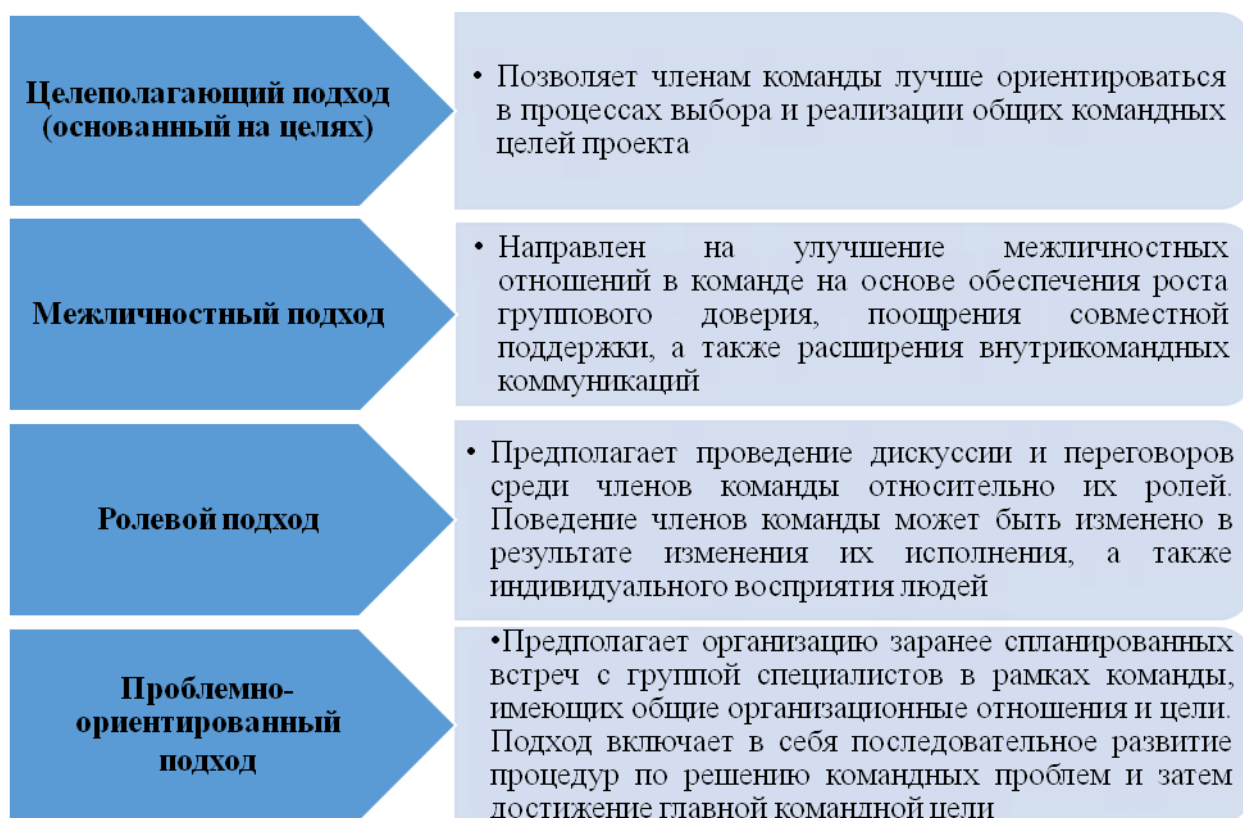 Целеполагающий подход
(основанный на целях)
• Позволяет членам команды лучше ориентироваться
в процессах выбора и реализации общих командных
целей проекта
Межличностный подход
• Направлен на улучшение межличностных
отношений в команде на основе обеспечения роста
группового доверия, поощрения совместной
поддержки, а также расширения внутрикомандных
коммуникаций
Ролевой подход
• Предполагает проведение дискуссии и переговоров
среди членов команды относительно их ролей.
Поведение членов команды может быть изменено в
результате изменения их исполнения, а также
индивидуального восприятия людей
Проблемно-
ориентированный
подход
•Предполагает организацию заранее спланированных
встреч с группой специалистов в рамках команды,
имеющих общие организационные отношения и цели.
Подход включает в себя последовательное развитие
процедур по решению командных проблем и затем
достижение главной командной цели